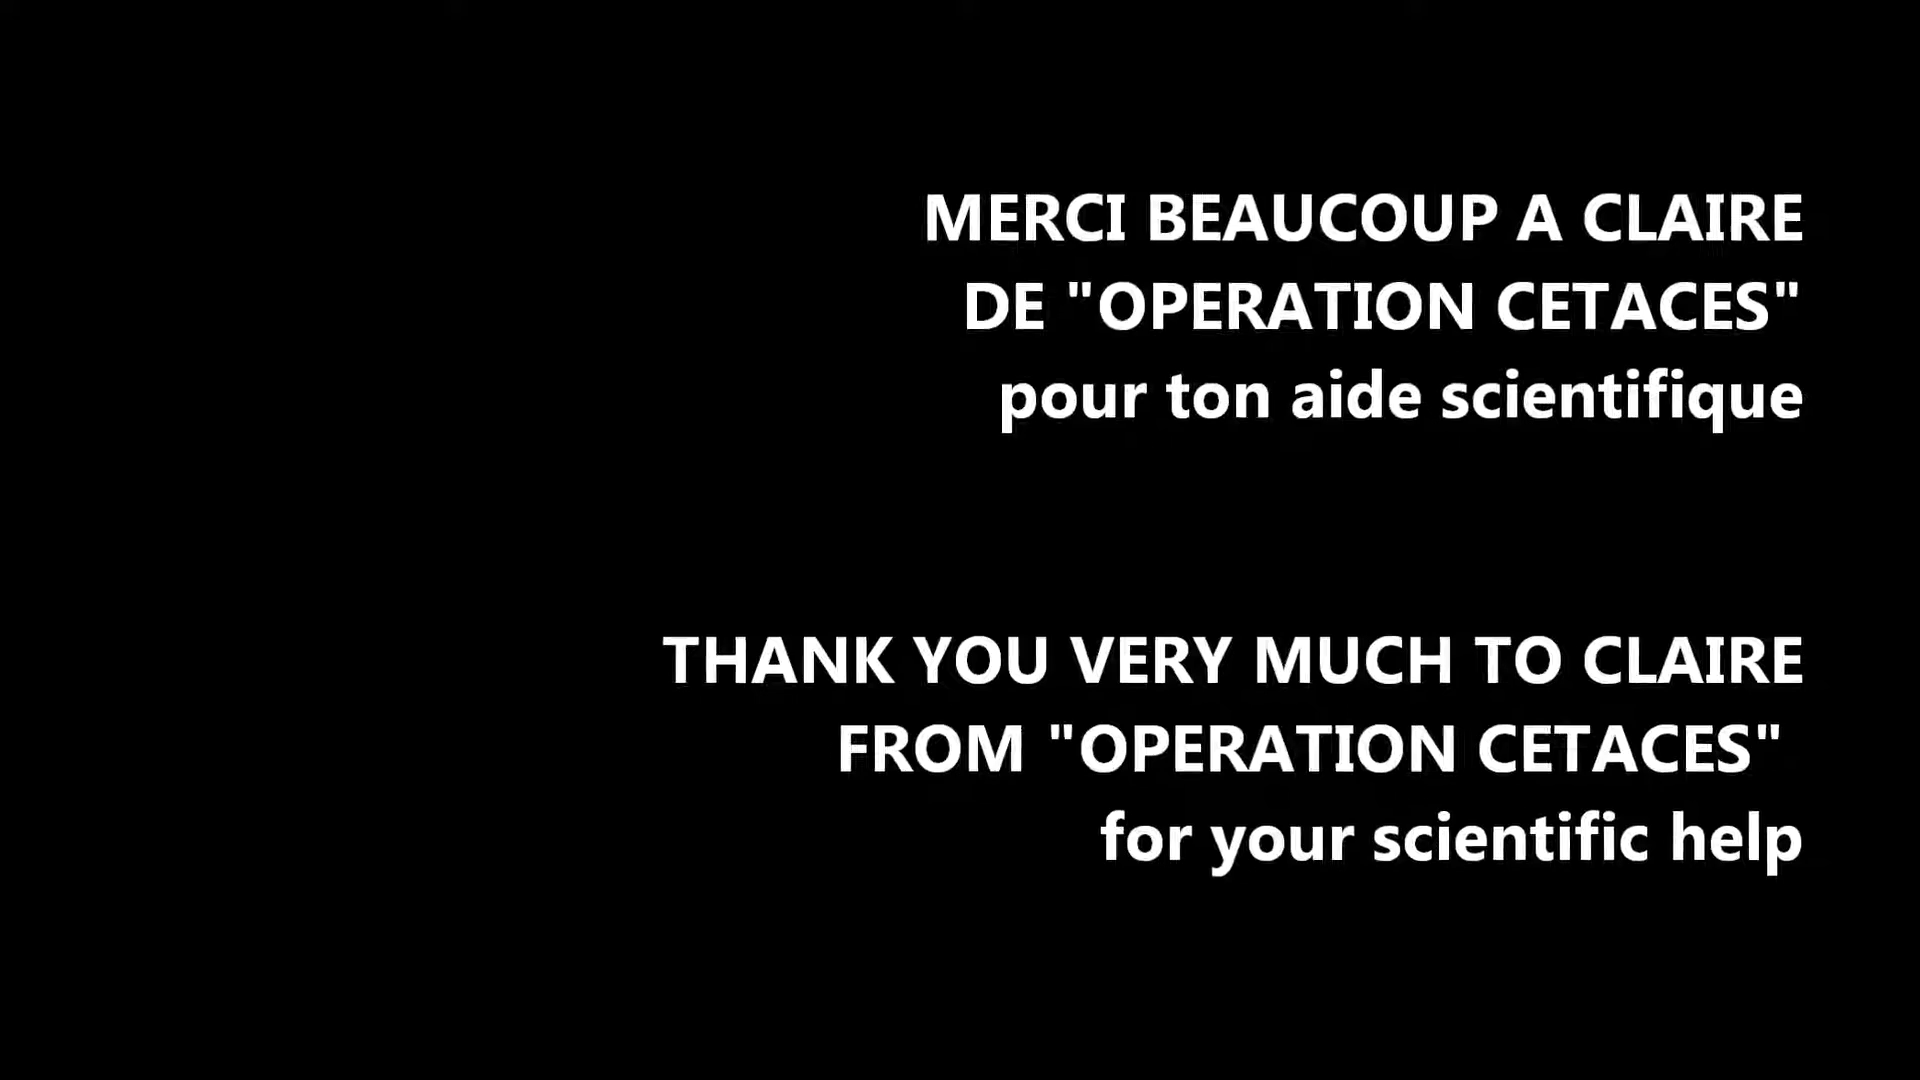 MERCI BEAUCOUP A CLAIRE
DE "OPERATION CETACES"
pour ton aide scientifique
THANK YOU VERY MUCH TO CLAIRE
FROM "OPERATION CETACES"
for your scientific help